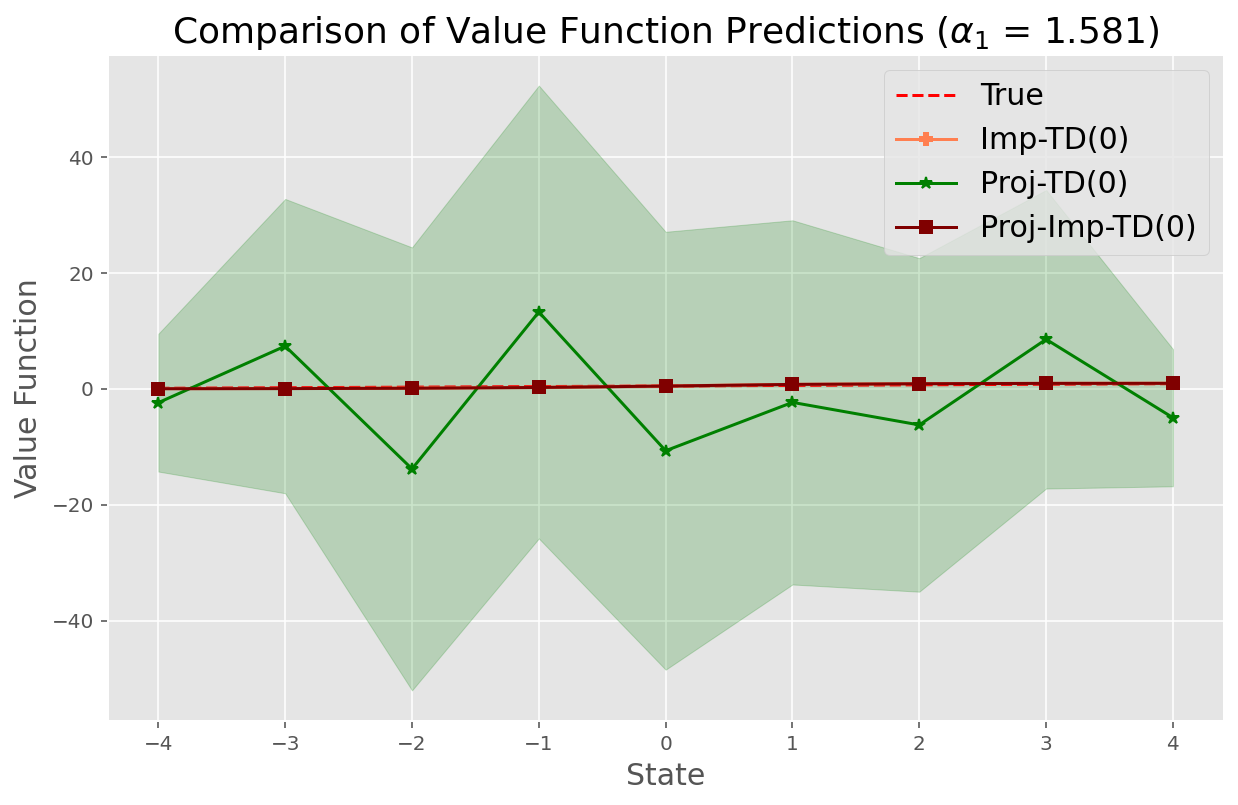 Comparison of Value Function Predictions (α₁ = 1.581)
True
Imp-TD(0)
Proj-TD(0)
Proj-Imp-TD(0)
Value Function
40
20
0
−20
−40
−4 −3 −2 −1 0 1 2 3 4
State